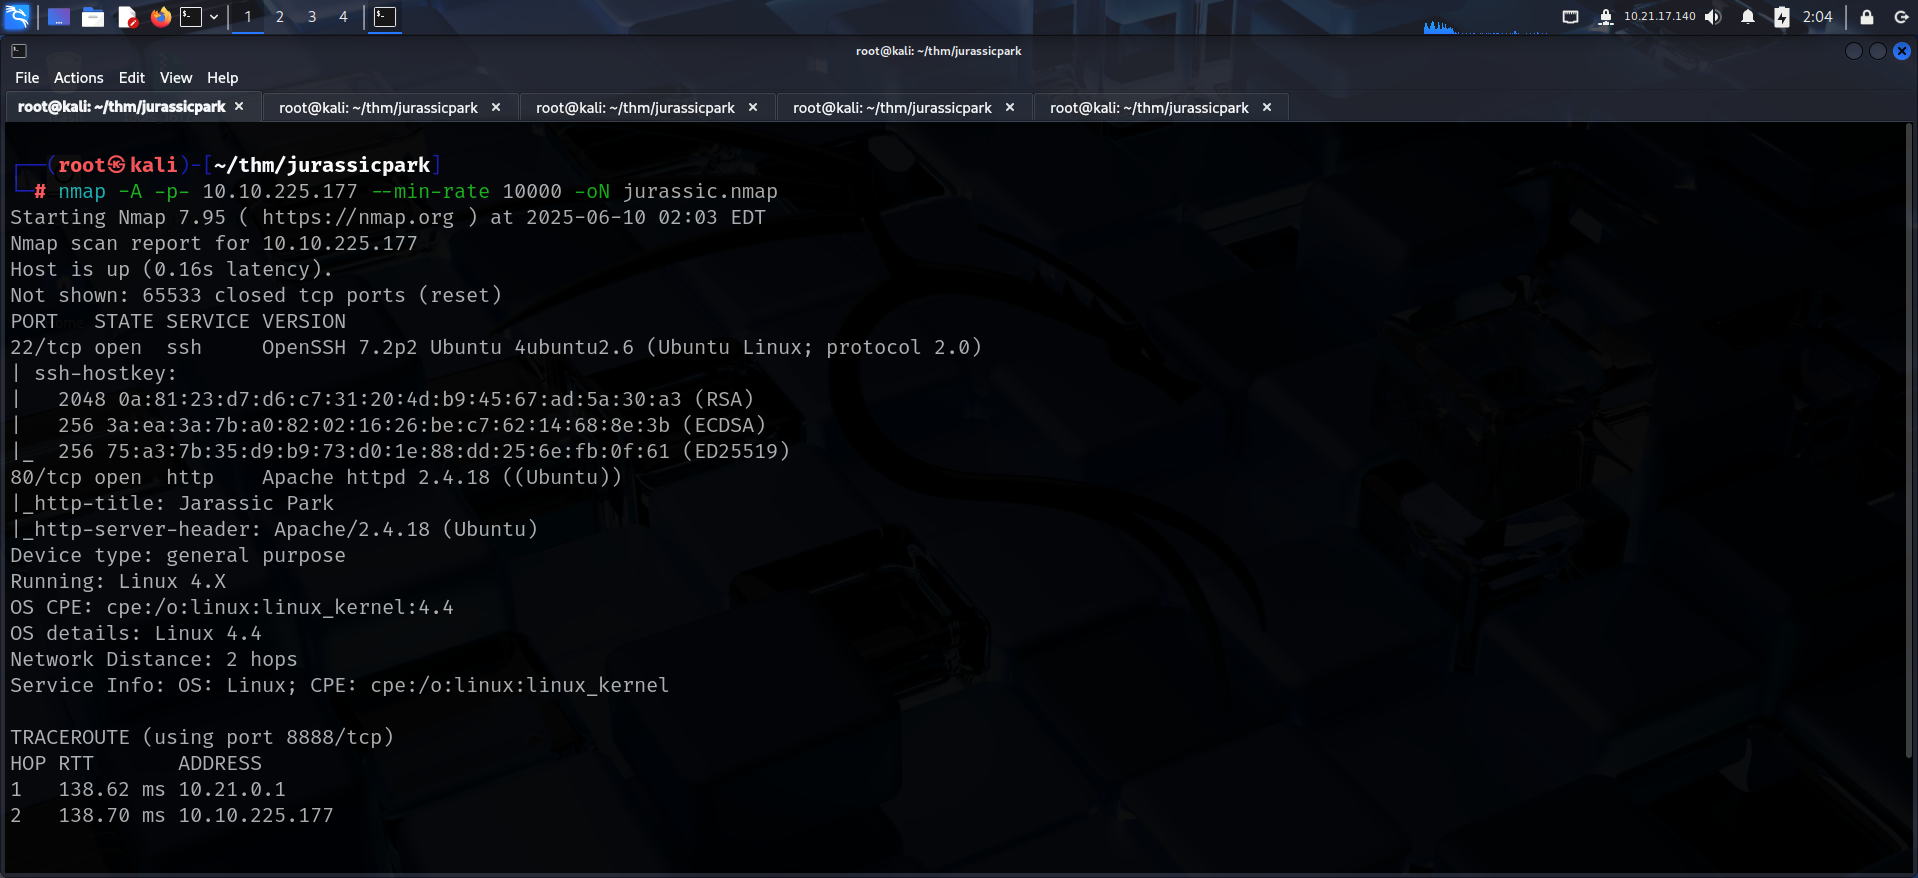 1 2 3 4 10.21.17.140 2:04
root@kali: ~/thm/jurassicpark
File Actions Edit View Help
root@kali: ~/thm/jurassicpark × root@kali: ~/thm/jurassicpark × root@kali: ~/thm/jurassicpark × root@kali: ~/thm/jurassicpark × root@kali: ~/thm/jurassicpark ×
┌──(root㉿kali)-[~/thm/jurassicpark]
└─# nmap -A -p- 10.10.225.177 --min-rate 10000 -oN jurassic.nmap
Starting Nmap 7.95 ( https://nmap.org ) at 2025-06-10 02:03 EDT
Nmap scan report for 10.10.225.177
Host is up (0.16s latency).
Not shown: 65533 closed tcp ports (reset)
PORT   STATE SERVICE VERSION
22/tcp open  ssh     OpenSSH 7.2p2 Ubuntu 4ubuntu2.6 (Ubuntu Linux; protocol 2.0)
| ssh-hostkey:
|   2048 0a:81:23:d7:d6:c7:31:20:4d:b9:45:67:ad:5a:30:a3 (RSA)
|   256 3a:ea:3a:7b:a0:82:02:16:26:be:c7:62:14:68:8e:3b (ECDSA)
|_  256 75:a3:7b:35:d9:b9:73:d0:1e:88:dd:25:6e:fb:0f:61 (ED25519)
80/tcp open  http    Apache httpd 2.4.18 ((Ubuntu))
|_http-title: Jarassic Park
|_http-server-header: Apache/2.4.18 (Ubuntu)
Device type: general purpose
Running: Linux 4.X
OS CPE: cpe:/o:linux:linux_kernel:4.4
OS details: Linux 4.4
Network Distance: 2 hops
Service Info: OS: Linux; CPE: cpe:/o:linux:linux_kernel
TRACEROUTE (using port 8888/tcp)
HOP RTT       ADDRESS
1   138.62 ms 10.21.0.1
2   138.70 ms 10.10.225.177